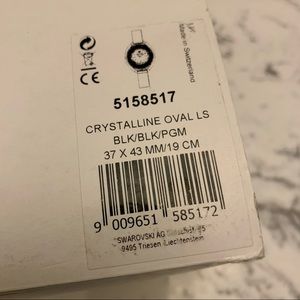 Made in Switzerland
CE
5158517
CRYSTALLINE OVAL LS
BLK/BLK/PGM
37 X 43 MM/19 CM
9 009651 585172
SWAROVSKI AG
9495 Triesen /Liechtenstein